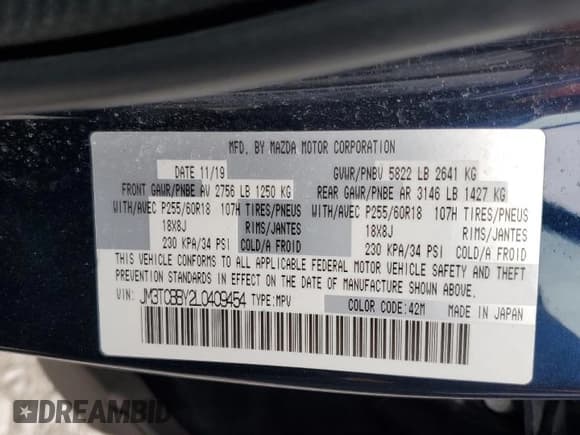 MFD. BY MAZDA MOTOR CORPORATION
DATE 11/19 GVWR/PNBV 5822 LB 2641 KG
FRONT GAWR/PNBE AV 2756 LB 1250 KG REAR GAWR/PNBE AR 3146 LB 1427 KG
WITH/AVEC P255/60R18 107H TIRES/PNEUS WITH/AVEC P255/60R18 107H TIRES/PNEUS
18X8J RIMS/JANTES 18X8J RIMS/JANTES
230 KPA/34 PSI COLD/A FROID 230 KPA/34 PSI COLD/A FROID
THIS VEHICLE CONFORMS TO ALL APPLICABLE FEDERAL MOTOR VEHICLE SAFETY AND THEFT
PREVENTION STANDARDS IN EFFECT ON THE DATE OF MANUFACTURE SHOWN ABOVE.
VIN: JM3TCBBY2L0409454 TYPE:MPV COLOR CODE:42M MADE IN JAPAN
DREAMBID